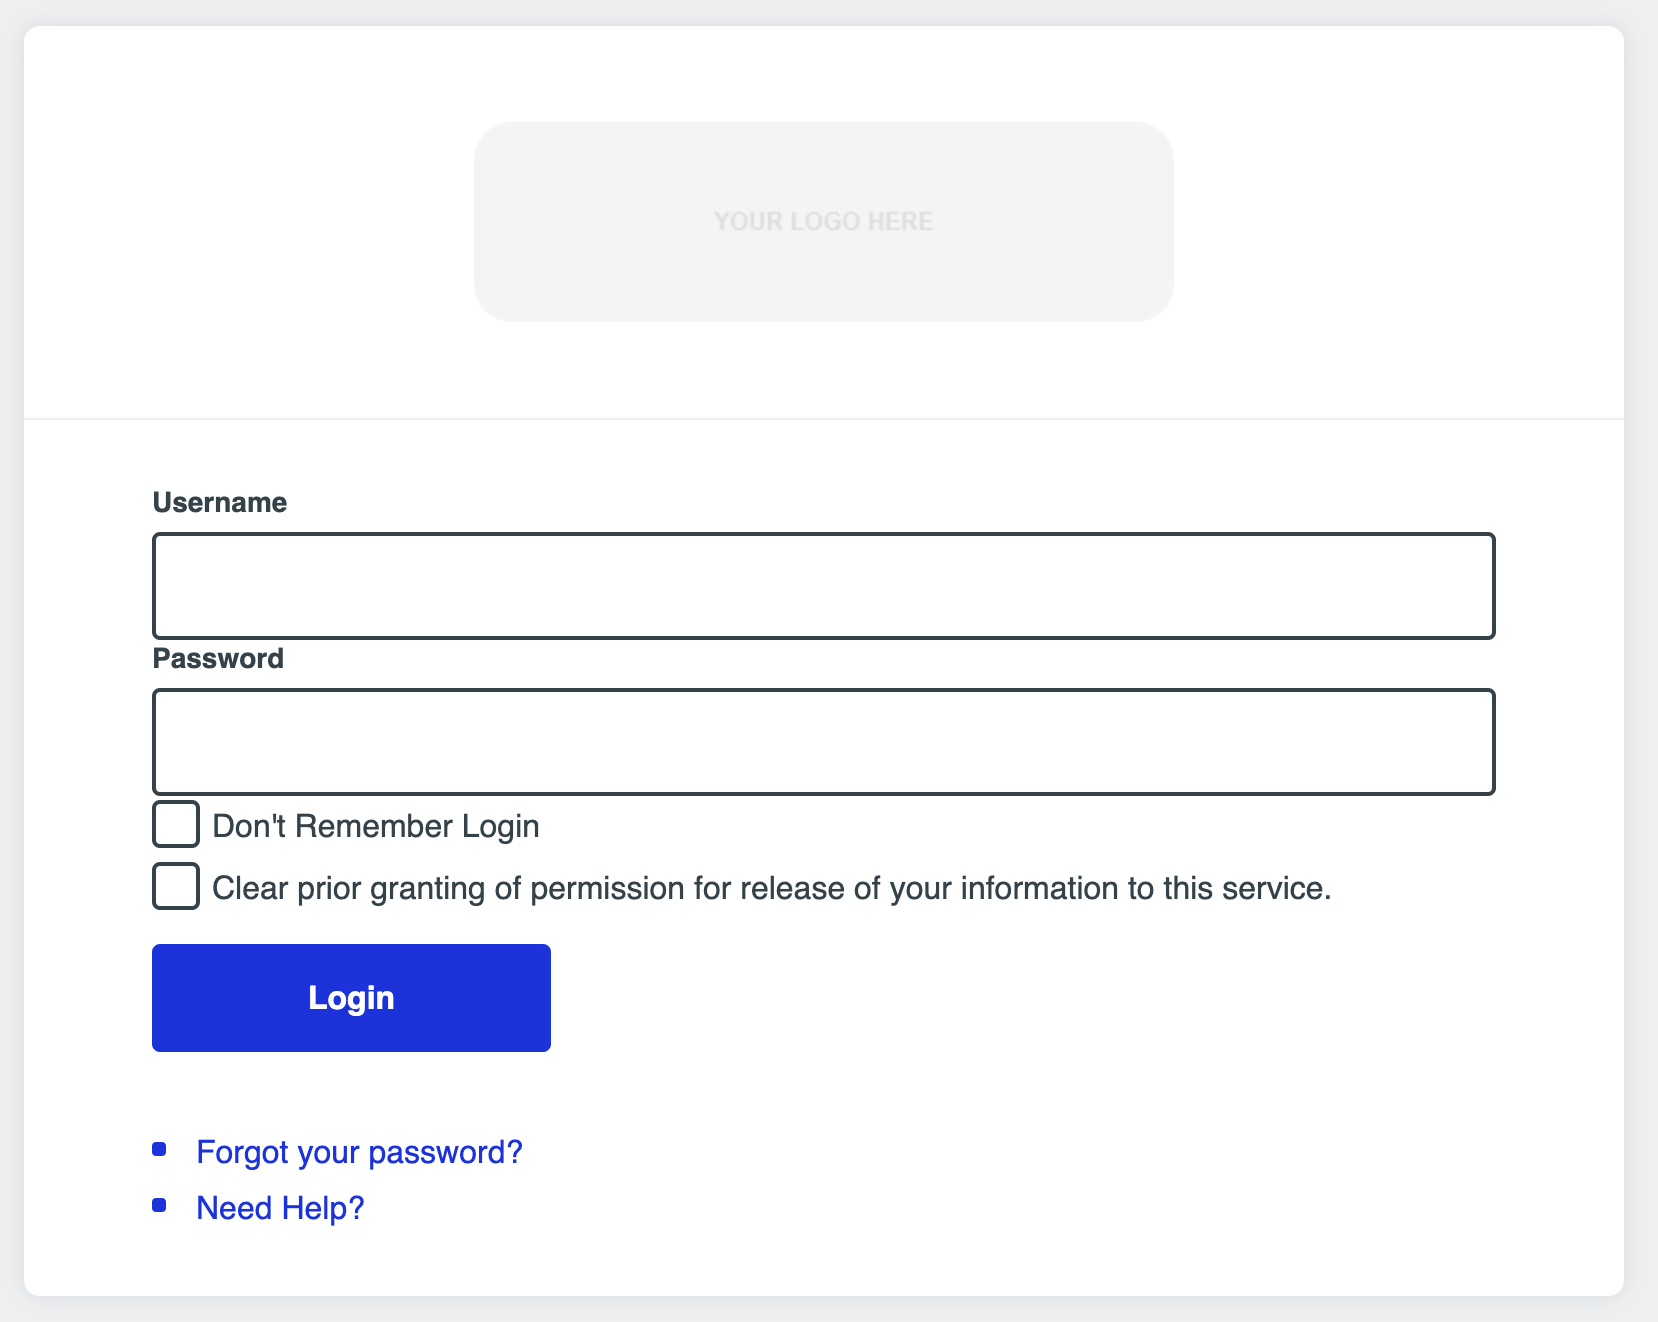 YOUR LOGO HERE
Username
Password
Don't Remember Login
Clear prior granting of permission for release of your information to this service.
Login
Forgot your password?
Need Help?